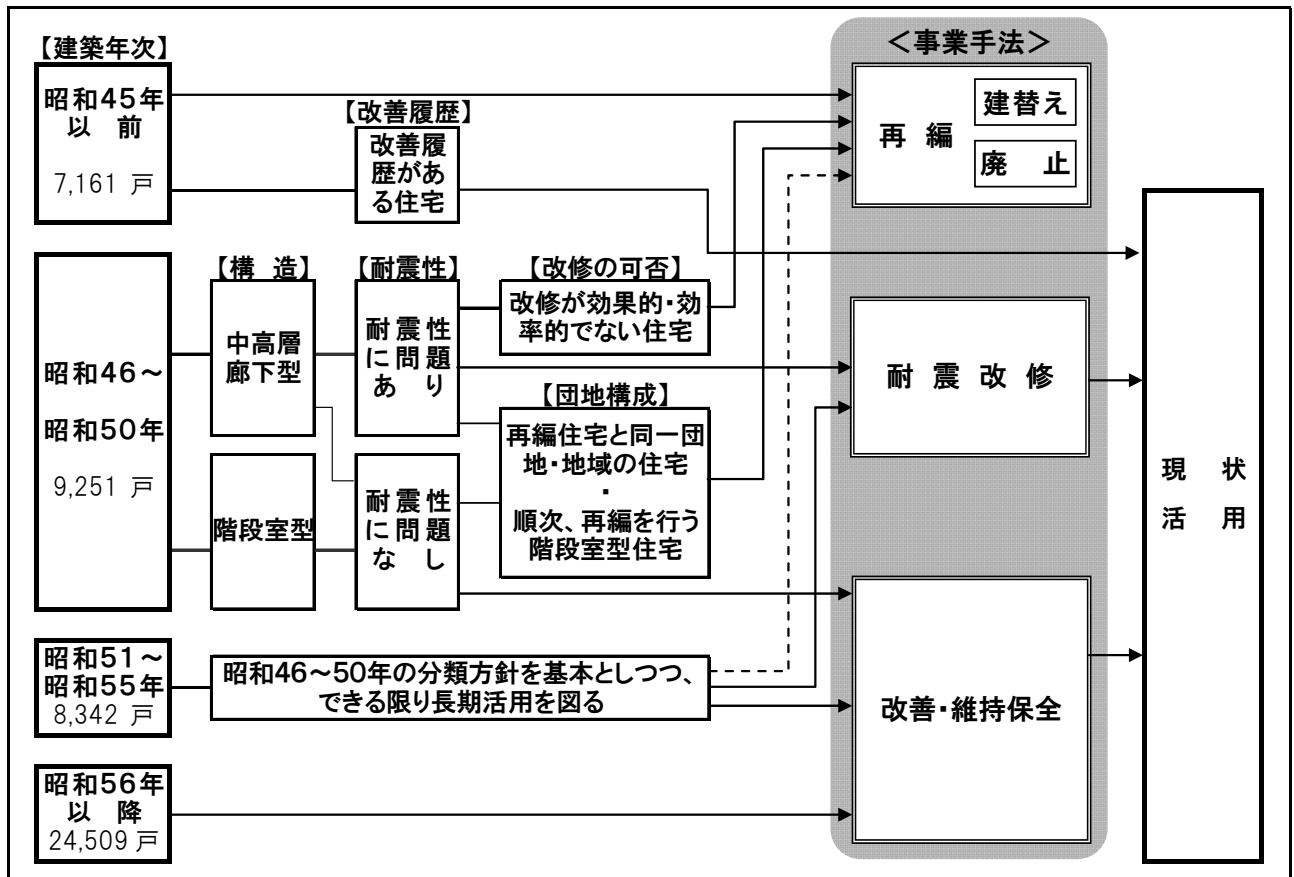 【建築年次】
昭和45年
以 前
7,161 戸
【改善履歴】
改善履
歴があ
る住宅
昭和46～
昭和50年
9,251 戸
【構 造】
中高層
廊下型
階段室型
【耐震性】
耐震性
に問題
あ り
耐震性
に問題
な し
【改修の可否】
改修が効果的・効
率的でない住宅
【団地構成】
再編住宅と同一団
地・地域の住宅
・
順次、再編を行う
階段室型住宅
昭和51～
昭和55年
8,342 戸
昭和46～50年の分類方針を基本としつつ、
できる限り長期活用を図る
昭和56年
以 降
24,509 戸
＜事業手法＞
再 編
建替え
廃 止
耐 震 改 修
改善・維持保全
現 状
活 用